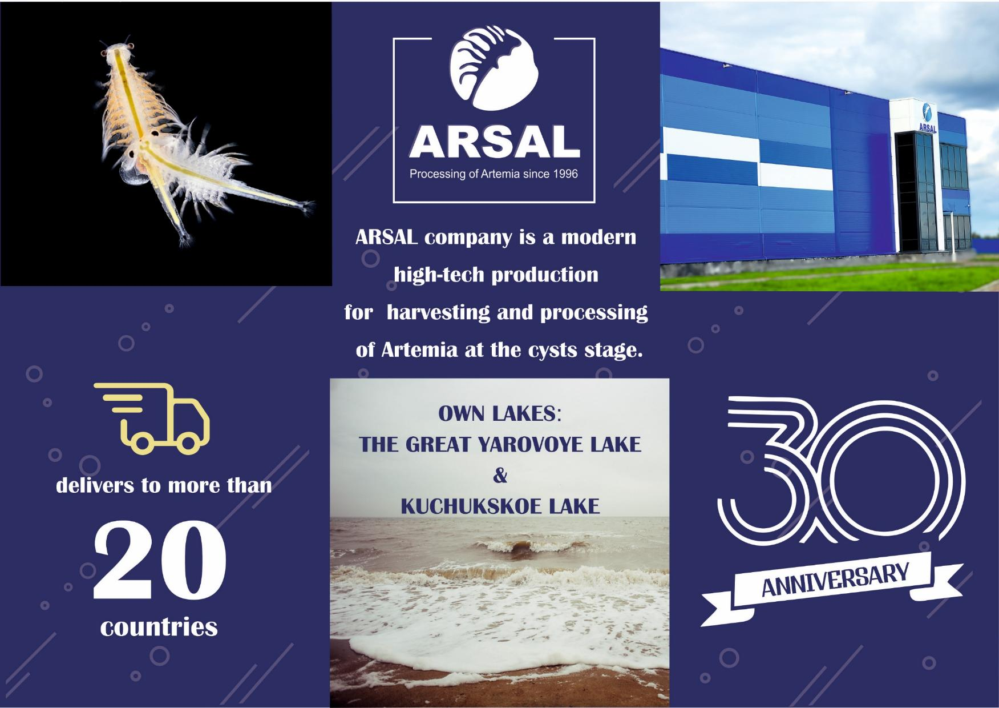 ARSAL
Processing of Artemia since 1996
ARSAL
ARSAL company is a modern
high-tech production
for harvesting and processing
of Artemia at the cysts stage.
delivers to more than
20
countries
OWN LAKES:
THE GREAT YAROVOYE LAKE
&
KUCHUKSKOE LAKE
30
ANNIVERSARY